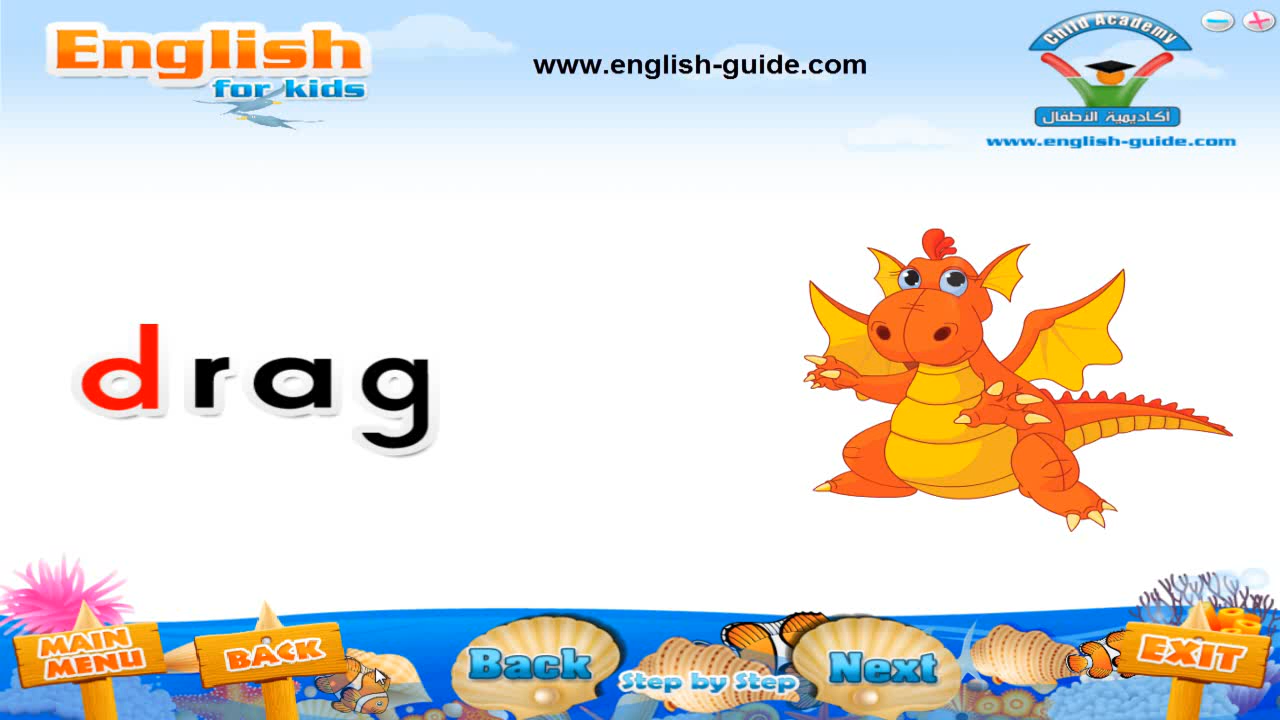 English
for kids
www.english-guide.com
Child Academy
أكاديمية الاطفال
www.english-guide.com
drag
MAIN
MENU
BACK
Back
Step by Step
Next
EXIT